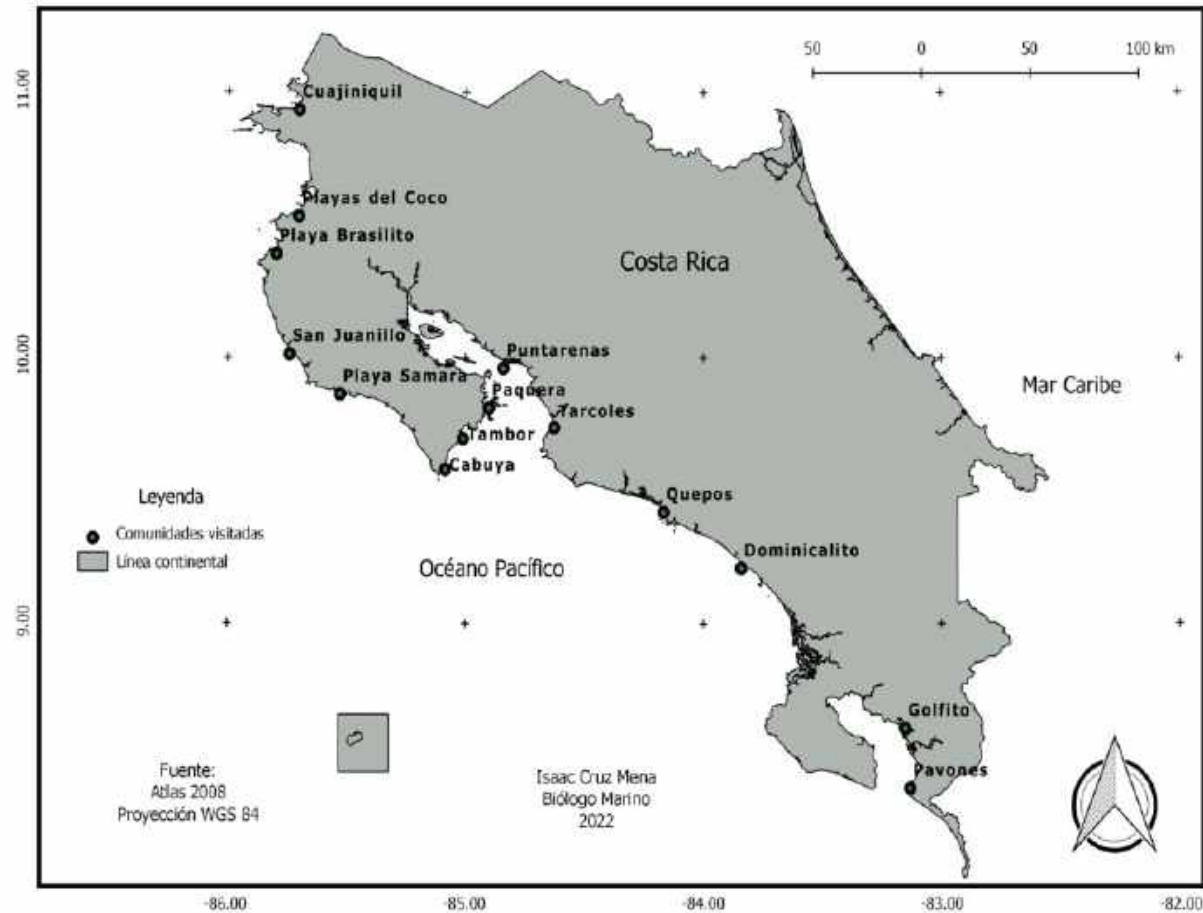 50 0 50 100 km
11.00
Cuajiniquil
Playas del Coco
Playa Brasilito
Costa Rica
San Juanillo
10.00
Puntarenas
Playa Samara
Paquera
Mar Caribe
Tarcoles
Tambor
Cabuya
Quepos
Leyenda
Comunidades visitadas
Línea continental
Dominicalito
Océano Pacífico
9.00
Golfito
Pavones
Fuente:
Atlas 2008
Proyección WGS 84
Isaac Cruz Mena
Biólogo Marino
2022
-86.00 -85.00 -84.00 -83.00 -82.00